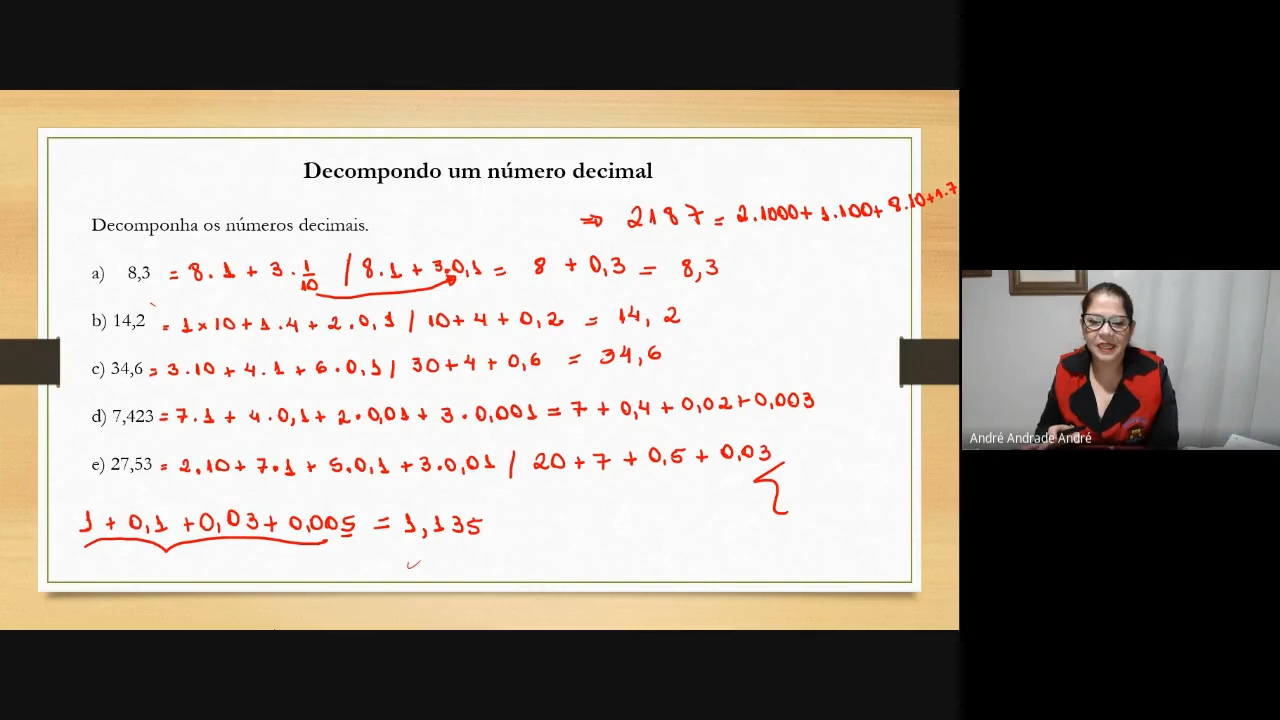 Decompondo um número decimal
⇒ 2187 = 2.1000+ 1.100+ 8.10+1.7
Decomponha os números decimais.
a) 8,3 = 8.1 + 3.1/10 / 8.1 + 3.0,1 = 8 + 0,3 = 8,3
b) 14,2 = 1x10+1.4+2.0,1 / 10+4+0,2 = 14,2
c) 34,6 = 3.10+4.1+6.0,1 / 30+4+0,6 = 34,6
d) 7,423 = 7.1 + 4.0,1+ 2.0,01+ 3.0,001 = 7 + 0,4 + 0,02+0,003
e) 27,53 = 2.10+ 7.1 + 5.0,1 +3.0,01 / 20+7+0,5+0,03
1 + 0,1 +0,03+0,005 = 1,135
André Andrade André